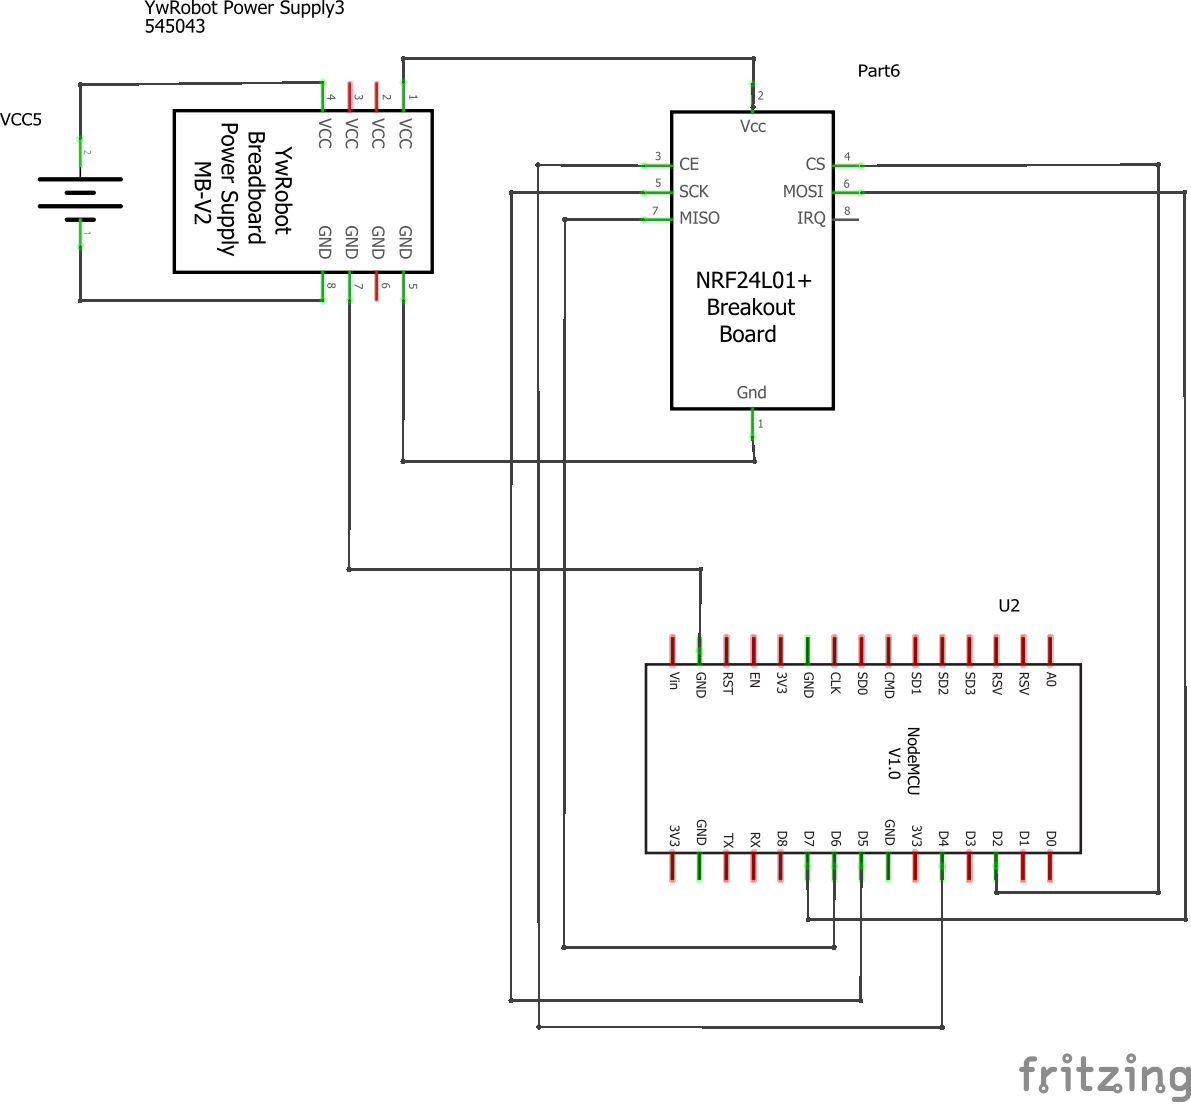 YwRobot Power Supply3
545043
VCC5
2
1
4
3
2
1
VCC
VCC
VCC
VCC
YwRobot
Breadboard
Power Supply
MB-V2
GND
GND
GND
GND
8
7
6
5
Part6
2
Vcc
3
CE
CS
4
5
SCK
MOSI
6
7
MISO
IRQ
8
NRF24L01+
Breakout
Board
Gnd
1
U2
Vin
GND
RST
EN
3V3
GND
CLK
SD0
CMD
SD1
SD2
SD3
RSV
RSV
A0
NodeMCU
V1.0
3V3
GND
TX
RX
D8
D7
D6
D5
GND
3V3
D4
D3
D2
D1
D0
fritzing